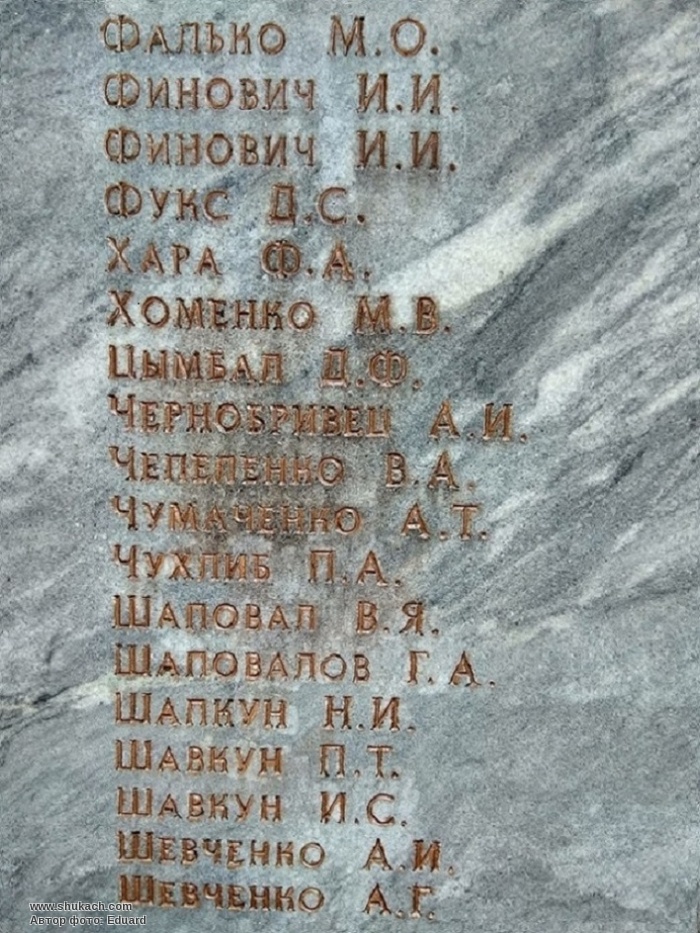 Фалько М.О.
Финович И.И.
Финович И.И.
Фукс Д.С.
Хара Ф.А.
Хоменко М.В.
Цымбал Д.Ф.
Чернобривец А.И.
Чепепенко В.А.
Чумаченко А.Т.
Чухлиб П.А.
Шаповал В.Я.
Шаповалов Г.А.
Шапкун Н.И.
Шавкун П.Т.
Шавкун И.С.
Шевченко А.И.
Шевченко А.Г.
www.shukach.com
Автор фото: Eduard